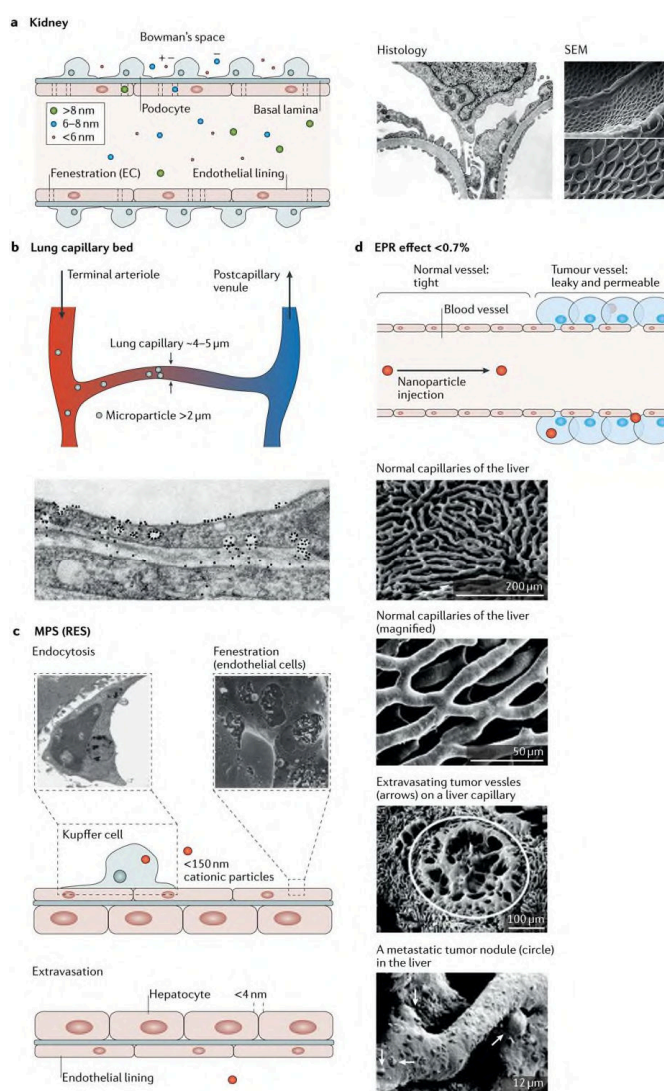 a Kidney
Bowman's space
+ −
−
Podocyte
Basal lamina
>8 nm
6–8 nm
<6 nm
Fenestration (EC)
Endothelial lining
Histology
SEM
b Lung capillary bed
Terminal arteriole
Postcapillary
venule
Lung capillary ~4–5 μm
Microparticle >2 μm
c MPS (RES)
Endocytosis
Fenestration
(endothelial cells)
Kupffer cell
<150 nm
cationic particles
Extravasation
Hepatocyte
<4 nm
Endothelial lining
d EPR effect <0.7%
Normal vessel:
tight
Tumour vessel:
leaky and permeable
Blood vessel
Nanoparticle
injection
Normal capillaries of the liver
200 μm
Normal capillaries of the liver
(magnified)
50 μm
Extravasating tumor vessles
(arrows) on a liver capillary
100 μm
A metastatic tumor nodule (circle)
in the liver
12 μm